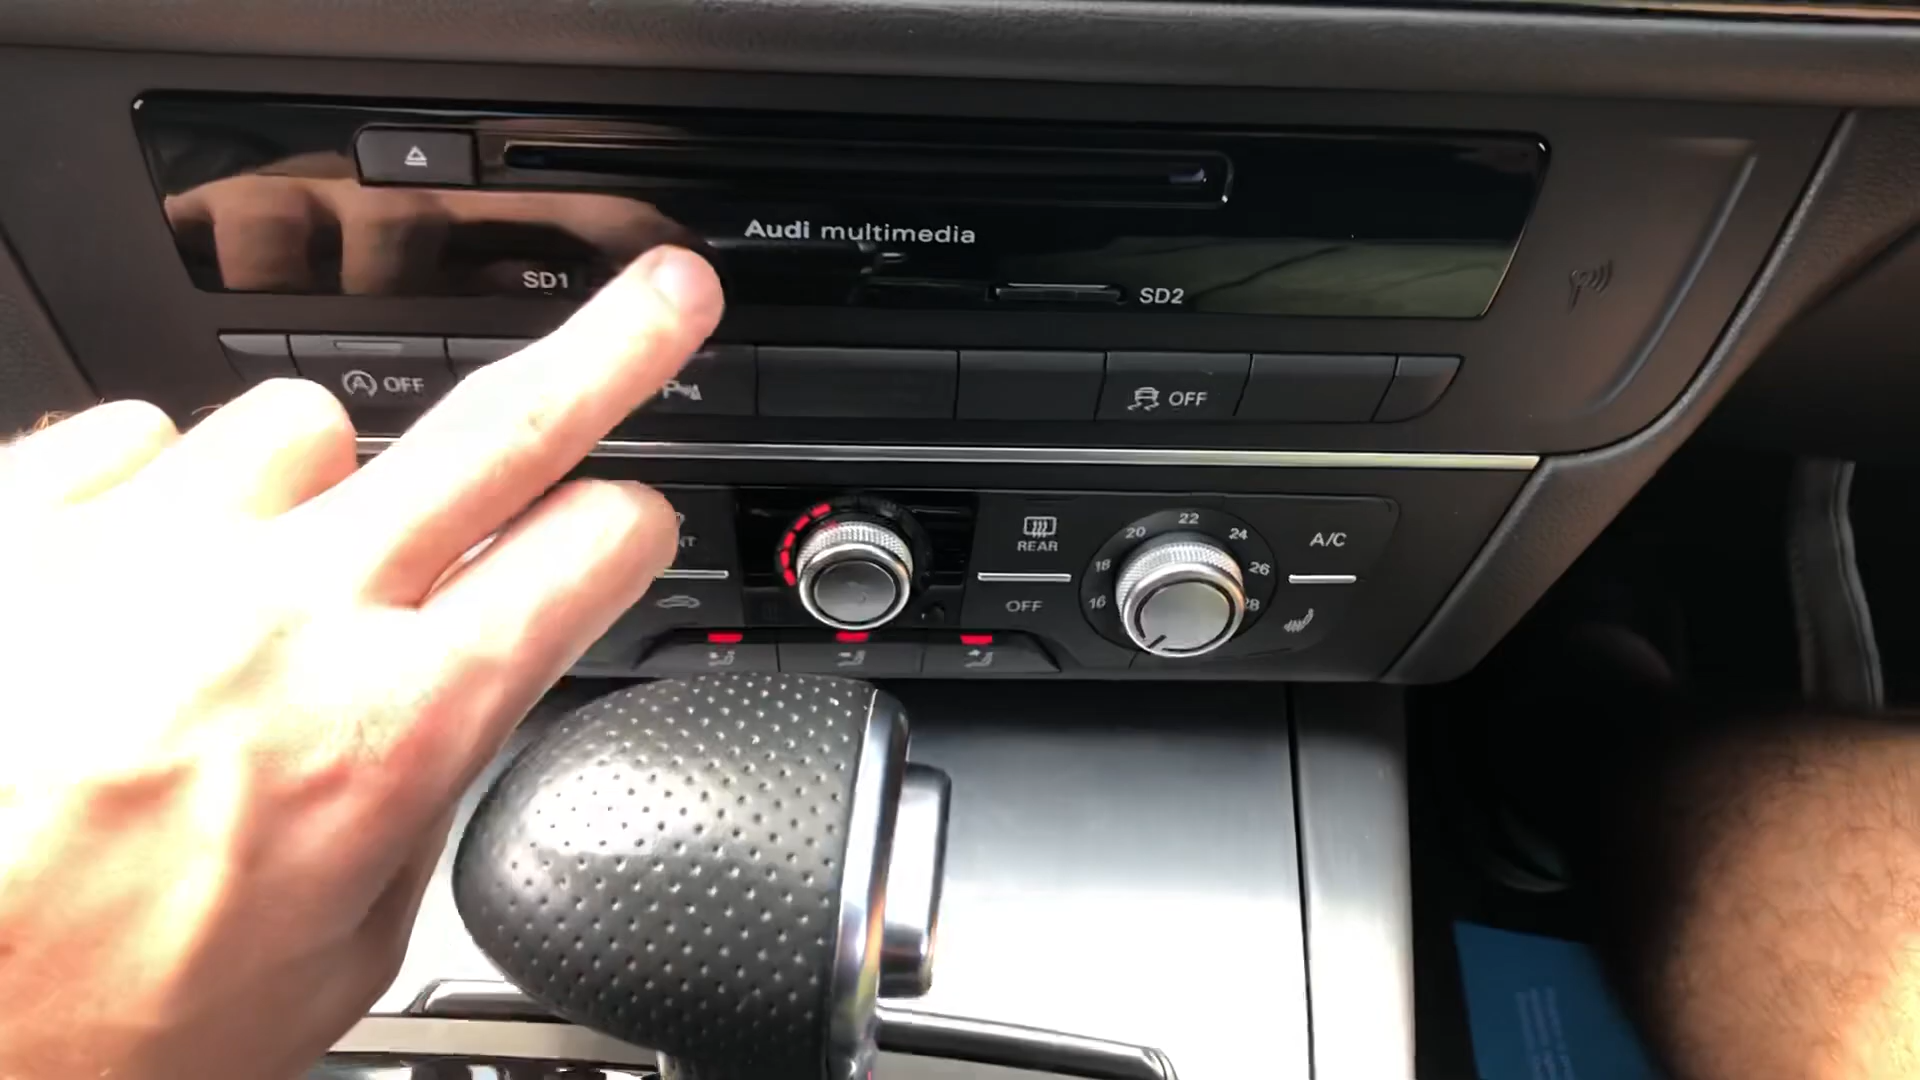 Audi multimedia
SD1
SD2
A OFF
P
OFF
REAR
OFF
16
18
20
22
24
26
A/C